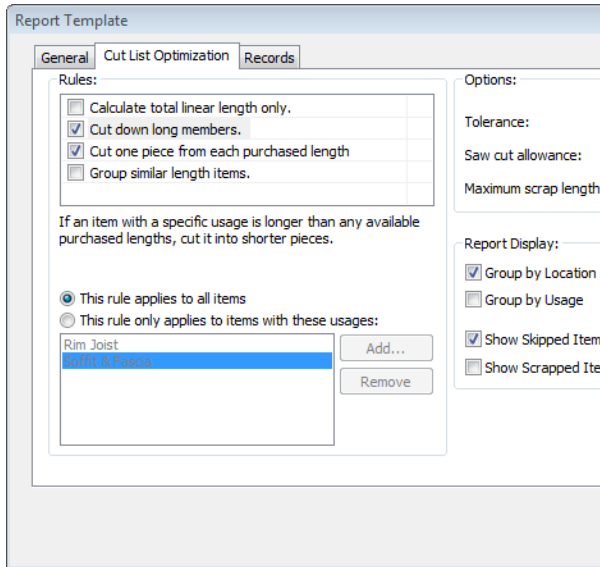 Report Template
General
Cut List Optimization
Records
Rules:
Calculate total linear length only.
Cut down long members.
Cut one piece from each purchased length
Group similar length items.
If an item with a specific usage is longer than any available
purchased lengths, cut it into shorter pieces.
This rule applies to all items
This rule only applies to items with these usages:
Rim Joist
Soffit & Fascia
Add...
Remove
Options:
Tolerance:
Saw cut allowance:
Maximum scrap length
Report Display:
Group by Location
Group by Usage
Show Skipped Item
Show Scrapped Ite